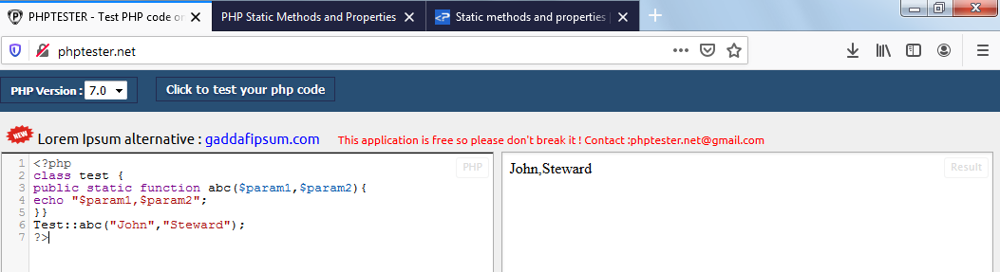 PHPTESTER - Test PHP code or
PHP Static Methods and Properties
Static methods and properties |
phptester.net
PHP Version : 7.0
Click to test your php code
NEW Lorem Ipsum alternative : gaddafipsum.com This application is free so please don't break it ! Contact :phptester.net@gmail.com
PHP
1 <?php
2 class test {
3 public static function abc($param1,$param2){
4 echo "$param1,$param2";
5 }}
6 Test::abc("John","Steward");
7 ?>
Result
John,Steward